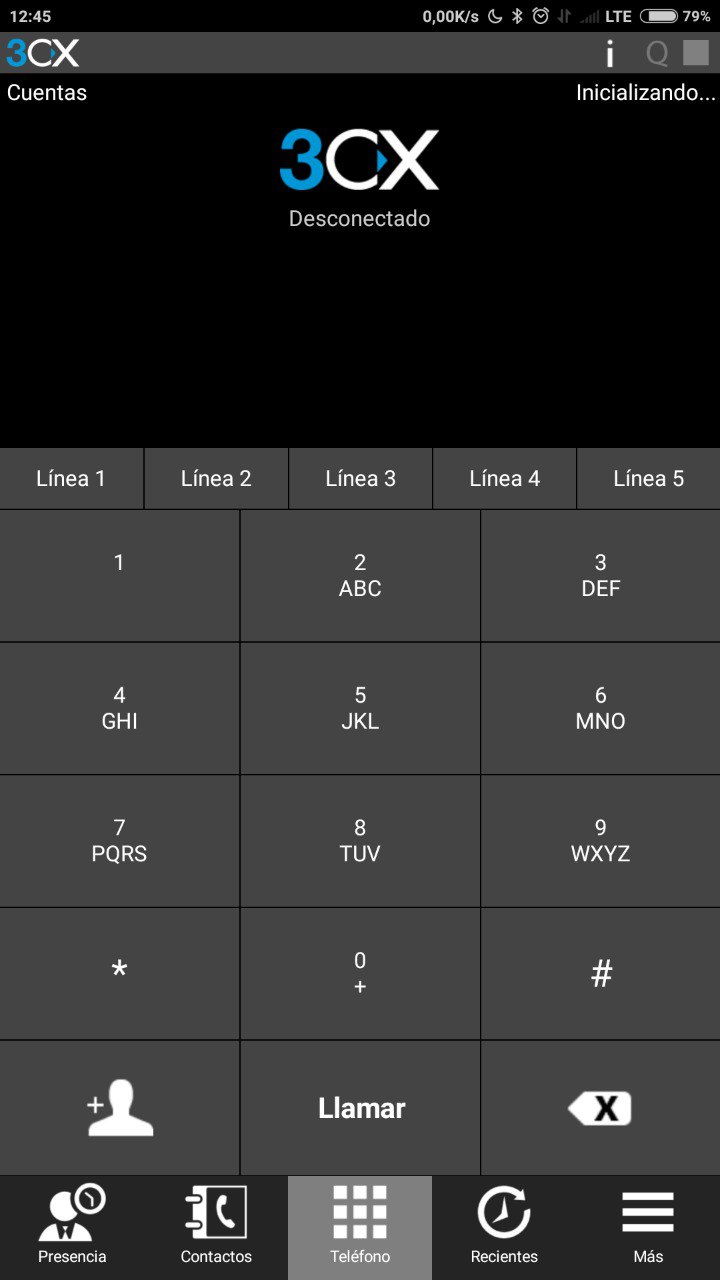 12:45 0,00K/s LTE 79%
3CX i Q
Cuentas Inicializando...
3CX
Desconectado
Línea 1 Línea 2 Línea 3 Línea 4 Línea 5
1 2 3
ABC DEF
4 5 6
GHI JKL MNO
7 8 9
PQRS TUV WXYZ
* 0 #
+
+ Llamar X
Presencia Contactos Teléfono Recientes Más